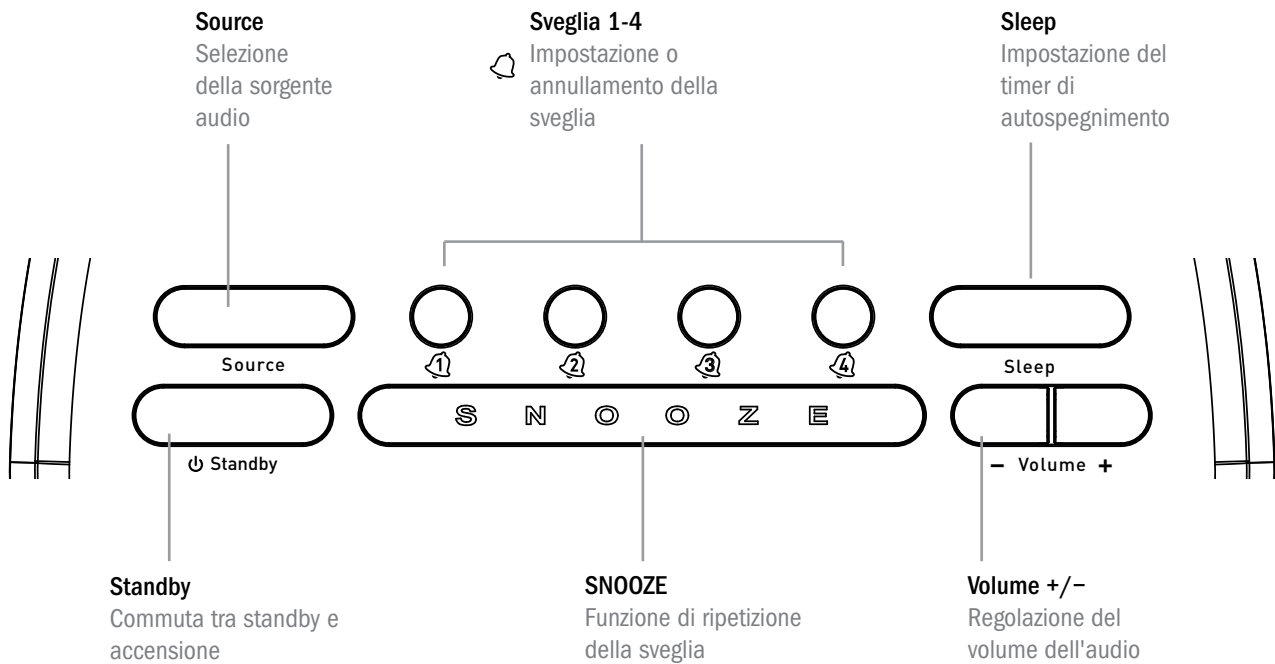 Source
Selezione
della sorgente
audio
Sveglia 1-4
Impostazione o
annullamento della
sveglia
Sleep
Impostazione del
timer di
autospegnimento
Source
1
2
3
4
Sleep
SNOOZE
Standby
− Volume +
Standby
Commuta tra standby e
accensione
SNOOZE
Funzione di ripetizione
della sveglia
Volume +/−
Regolazione del
volume dell'audio